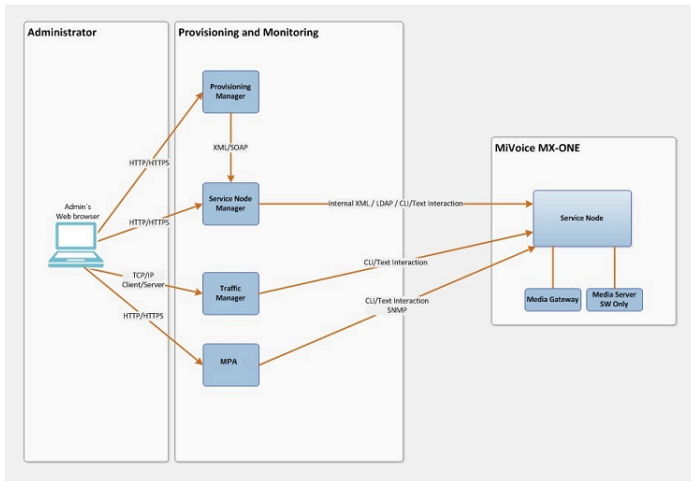 Administrator
Provisioning and Monitoring
Provisioning
Manager
XML/SOAP
HTTP/HTTPS
MiVoice MX-ONE
Admin´s
Web browser
HTTP/HTTPS
Service Node
Manager
Internal XML / LDAP / CLI/Text Interaction
Service Node
TCP/IP
Client/Server
Traffic
Manager
CLI/Text Interaction
Media Gateway
Media Server
SW Only
HTTP/HTTPS
CLI/Text Interaction
SNMP
MPA